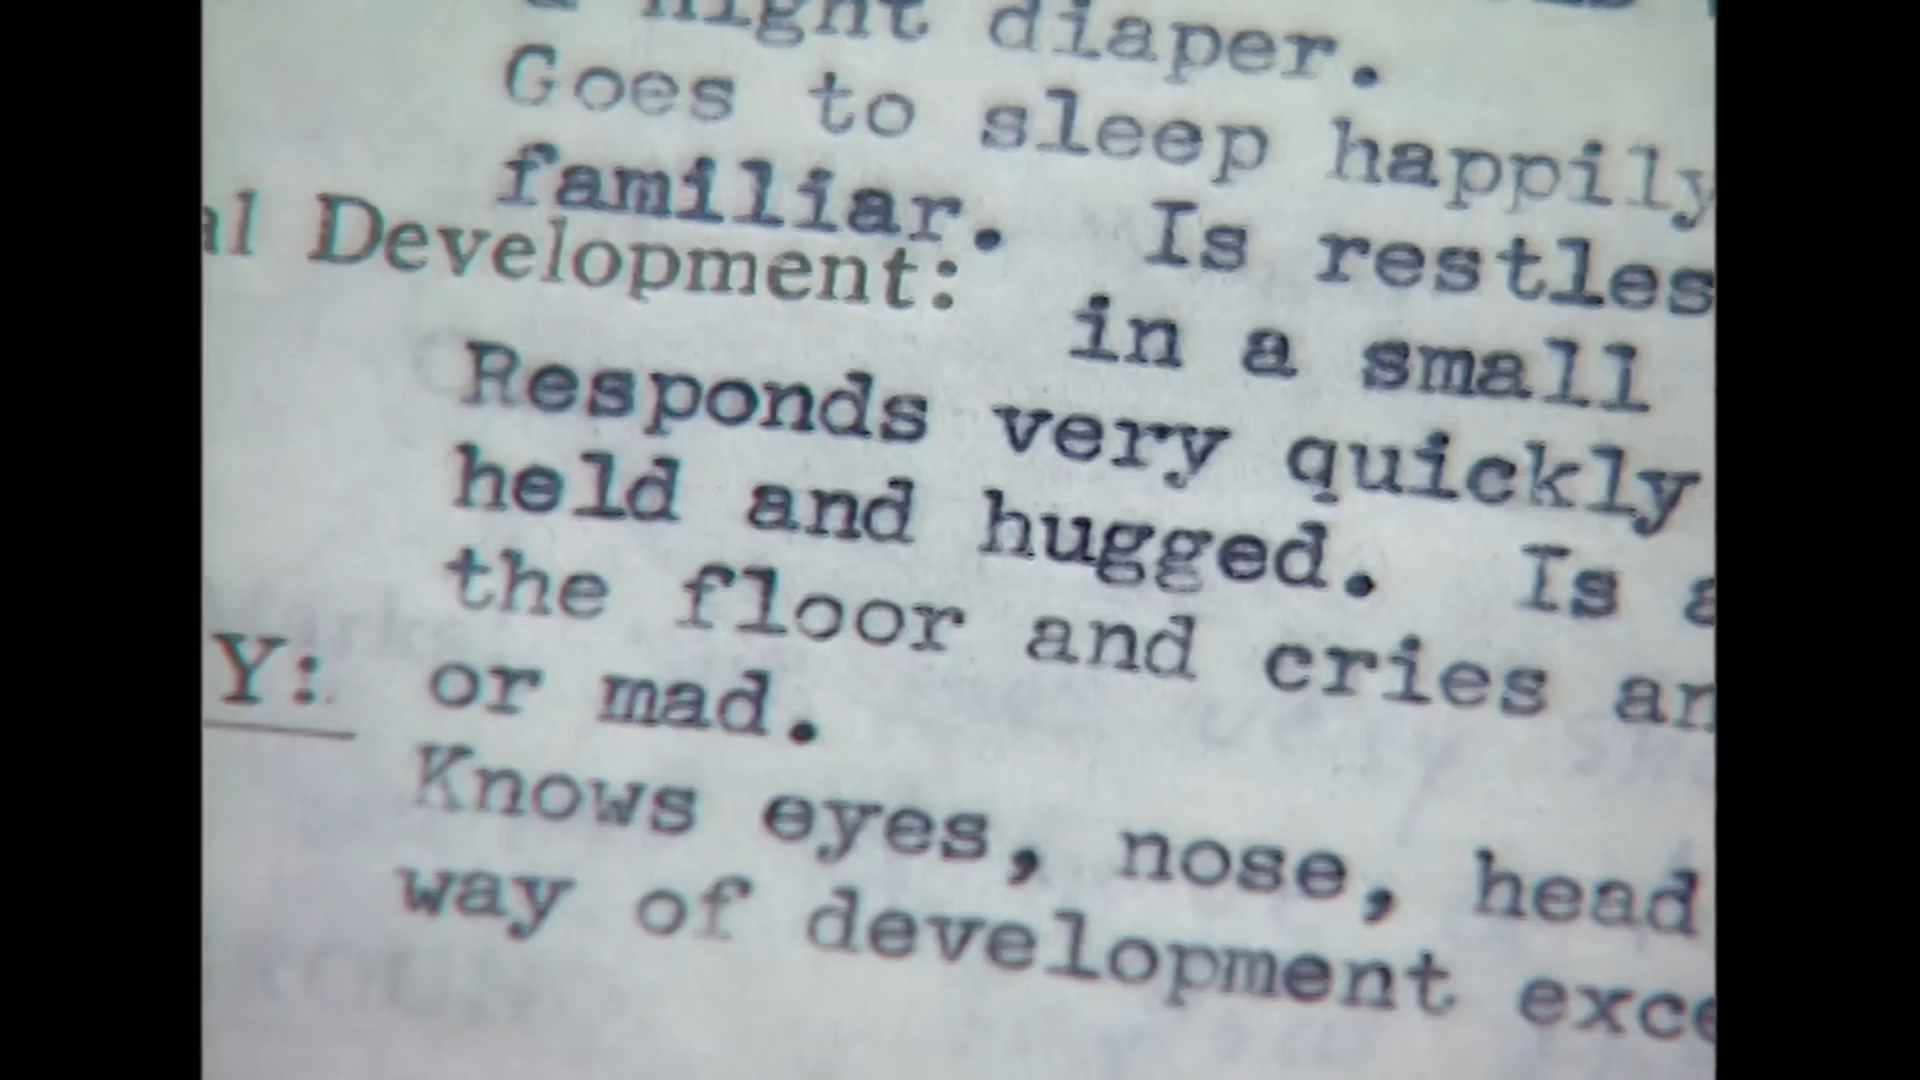 night diaper.
Goes to sleep happily
familiar. Is restles
al Development: in a small
Responds very quickly
held and hugged. Is a
the floor and cries an
Y: or mad.
Knows eyes, nose, head
way of development exce